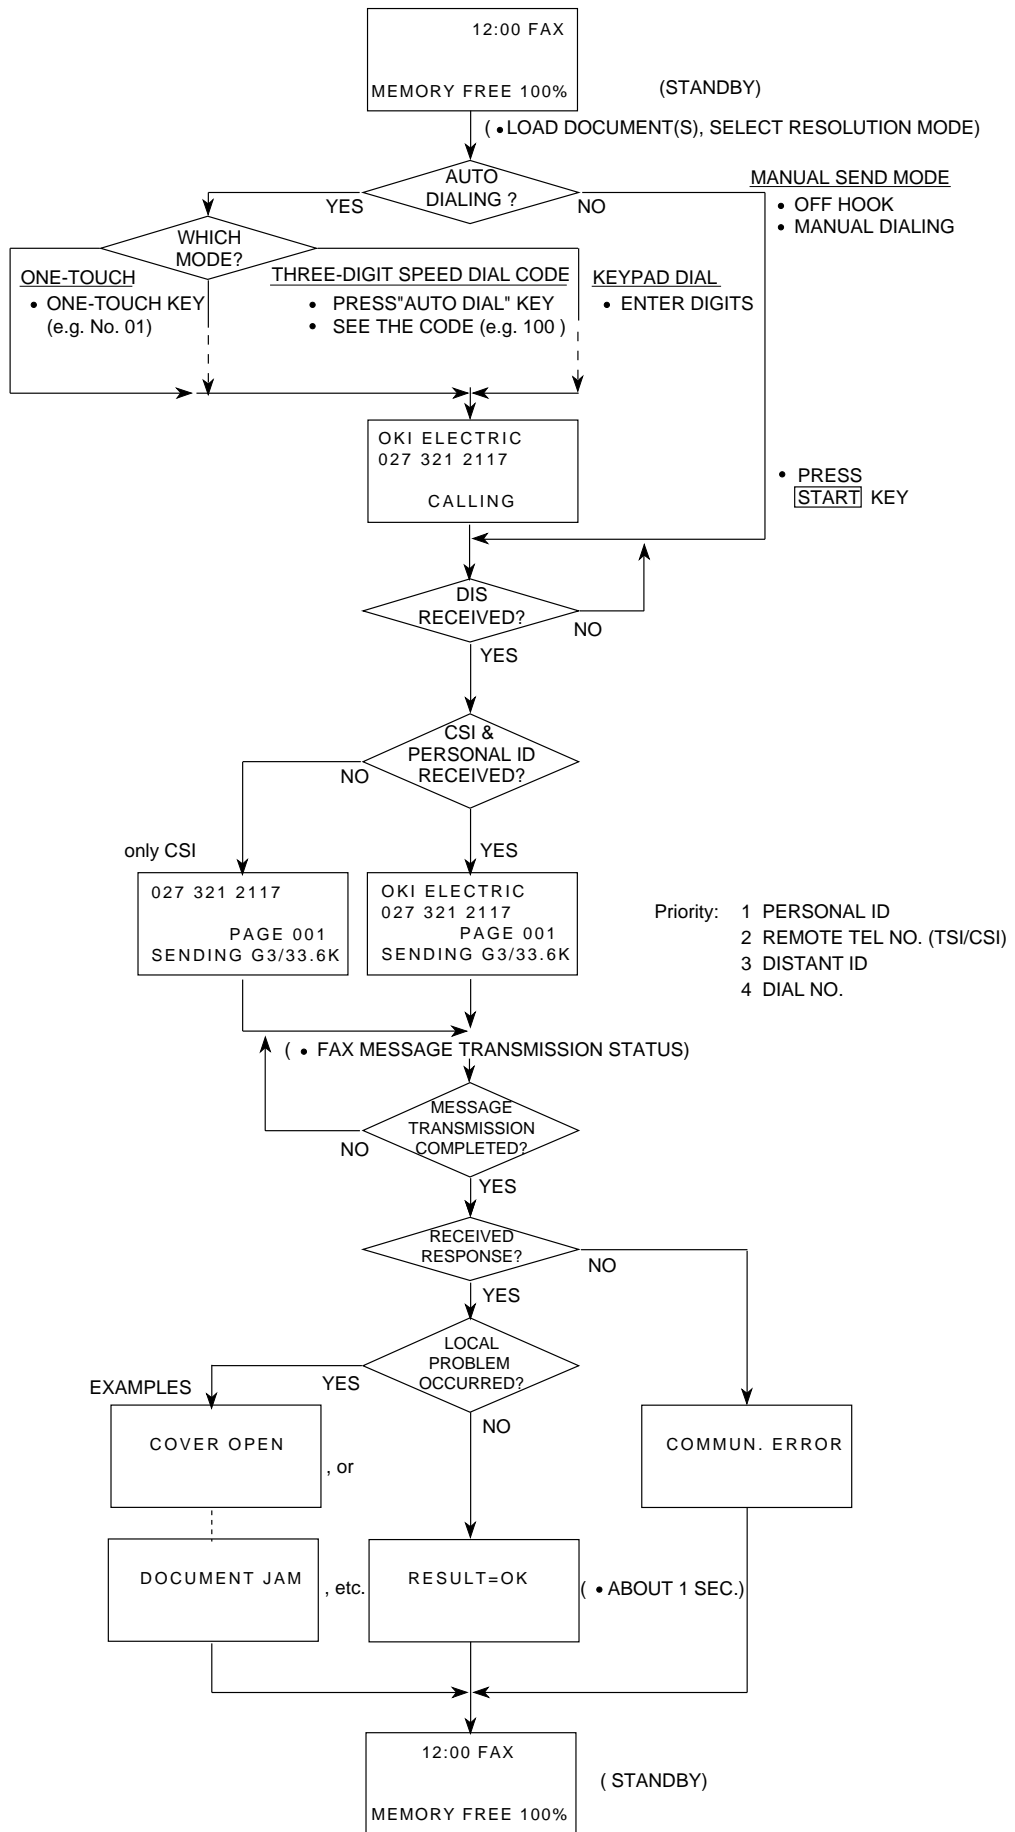 12:00 FAX
MEMORY FREE 100%
(STANDBY)
( • LOAD DOCUMENT(S), SELECT RESOLUTION MODE)
AUTO
DIALING ?
YES
NO
MANUAL SEND MODE
• OFF HOOK
• MANUAL DIALING
WHICH
MODE?
ONE-TOUCH
• ONE-TOUCH KEY
(e.g. No. 01)
THREE-DIGIT SPEED DIAL CODE
• PRESS"AUTO DIAL" KEY
• SEE THE CODE (e.g. 100 )
KEYPAD DIAL
• ENTER DIGITS
OKI ELECTRIC
027 321 2117
CALLING
• PRESS
START KEY
DIS
RECEIVED?
NO
YES
CSI &
PERSONAL ID
RECEIVED?
NO
YES
only CSI
027 321 2117
PAGE 001
SENDING G3/33.6K
OKI ELECTRIC
027 321 2117
PAGE 001
SENDING G3/33.6K
Priority: 1 PERSONAL ID
2 REMOTE TEL NO. (TSI/CSI)
3 DISTANT ID
4 DIAL NO.
( • FAX MESSAGE TRANSMISSION STATUS)
MESSAGE
TRANSMISSION
COMPLETED?
NO
YES
RECEIVED
RESPONSE?
NO
YES
LOCAL
PROBLEM
OCCURRED?
YES
NO
EXAMPLES
COVER OPEN
, or
COMMUN. ERROR
DOCUMENT JAM
, etc.
RESULT=OK
( • ABOUT 1 SEC.)
12:00 FAX
MEMORY FREE 100%
( STANDBY)